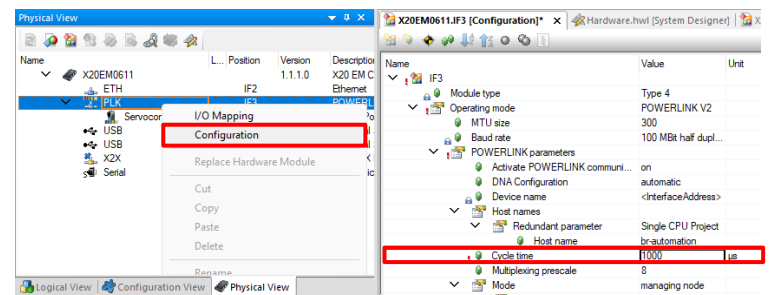 Physical View
Name L... Position Version Description
X20EM0611 1.1.1.0 X20 EM C
ETH IF2 Ethernet
PLK IF3 POWERL
Servocor
USB
USB
X2X
Serial
I/O Mapping
Configuration
Replace Hardware Module
Cut
Copy
Paste
Delete
Rename
Logical View Configuration View Physical View
X20EM0611.IF3 [Configuration]* Hardware.hwl [System Designer] X
Name Value Unit
IF3
Module type Type 4
Operating mode POWERLINK V2
MTU size 300
Baud rate 100 MBit half dupl...
POWERLINK parameters
Activate POWERLINK communi... on
DNA Configuration automatic
Device name <InterfaceAddress>
Host names
Redundant parameter Single CPU Project
Host name br-automation
Cycle time 1000 µs
Multiplexing prescale 8
Mode managing node